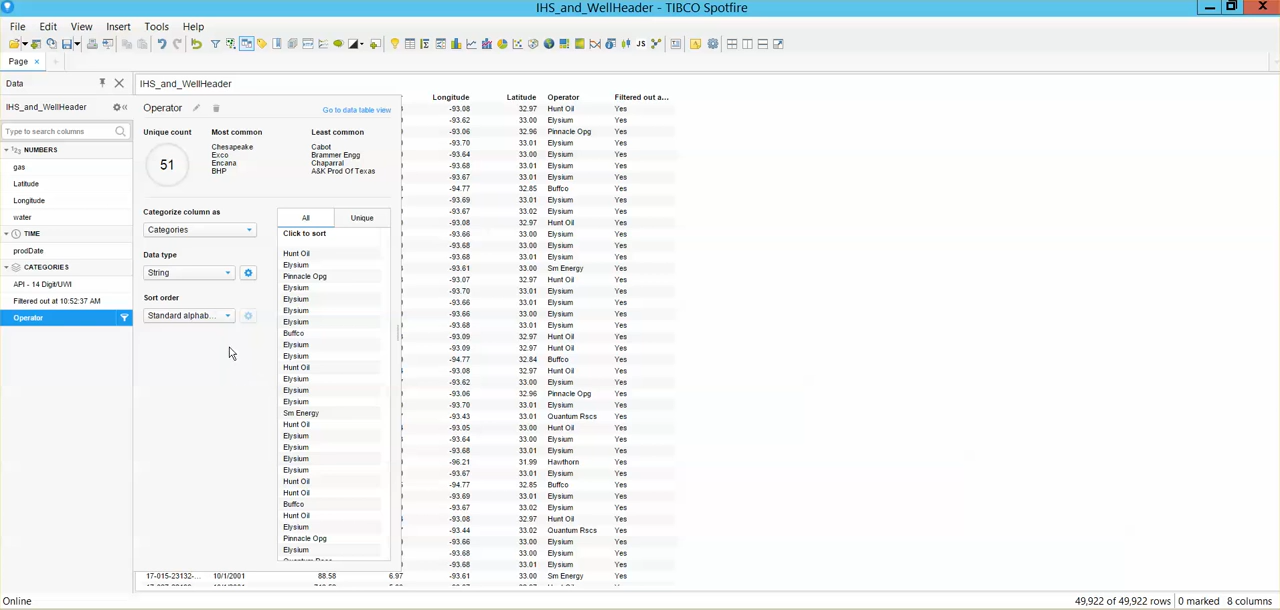 IHS_and_WellHeader - TIBCO Spotfire
File Edit View Insert Tools Help
JS
Page ×
Data
IHS_and_WellHeader
IHS_and_WellHeader
Type to search columns
NUMBERS
gas
Latitude
Longitude
water
TIME
prodDate
CATEGORIES
API - 14 Digit/UWI
Filtered out at 10:52:37 AM
Operator
Operator
Go to data table view
Unique count
51
Most common
Chesapeake
Exco
Encana
BHP
Least common
Cabot
Brammer Engg
Chaparral
A&K Prod Of Texas
Categorize column as
Categories
Data type
String
Sort order
Standard alphab...
All Unique
Click to sort
Hunt Oil
Elysium
Pinnacle Opg
Elysium
Elysium
Elysium
Elysium
Buffco
Elysium
Elysium
Hunt Oil
Elysium
Elysium
Elysium
Sm Energy
Hunt Oil
Elysium
Elysium
Elysium
Elysium
Hunt Oil
Hunt Oil
Buffco
Hunt Oil
Elysium
Pinnacle Opg
Elysium
Quantum Rscs
Longitude Latitude Operator Filtered out a...
-93.08 32.97 Hunt Oil Yes
-93.62 33.00 Elysium Yes
-93.06 32.96 Pinnacle Opg Yes
-93.70 33.01 Elysium Yes
-93.64 33.00 Elysium Yes
-93.68 33.01 Elysium Yes
-93.67 33.01 Elysium Yes
-94.77 32.85 Buffco Yes
-93.69 33.01 Elysium Yes
-93.67 33.02 Elysium Yes
-93.08 32.97 Hunt Oil Yes
-93.66 33.00 Elysium Yes
-93.68 33.00 Elysium Yes
-93.68 33.01 Elysium Yes
-93.61 33.00 Sm Energy Yes
-93.07 32.97 Hunt Oil Yes
-93.70 33.01 Elysium Yes
-93.66 33.01 Elysium Yes
-93.66 33.00 Elysium Yes
-93.68 33.01 Elysium Yes
-93.09 32.97 Hunt Oil Yes
-93.09 32.97 Hunt Oil Yes
-94.77 32.84 Buffco Yes
-93.08 32.97 Hunt Oil Yes
-93.62 33.00 Elysium Yes
-93.06 32.96 Pinnacle Opg Yes
-93.70 33.01 Elysium Yes
-93.43 33.01 Quantum Rscs Yes
-93.05 33.00 Hunt Oil Yes
-93.64 33.00 Elysium Yes
-93.68 33.01 Elysium Yes
-96.21 31.99 Hawthorn Yes
-93.67 33.01 Elysium Yes
-94.77 32.85 Buffco Yes
-93.69 33.01 Elysium Yes
-93.67 33.02 Elysium Yes
-93.08 32.97 Hunt Oil Yes
-93.44 33.02 Quantum Rscs Yes
-93.66 33.00 Elysium Yes
-93.68 33.00 Elysium Yes
-93.68 33.01 Elysium Yes
17-015-23132-... 10/1/2001 88.58 6.97 -93.61 33.00 Sm Energy Yes
Online
49,922 of 49,922 rows 0 marked 8 columns